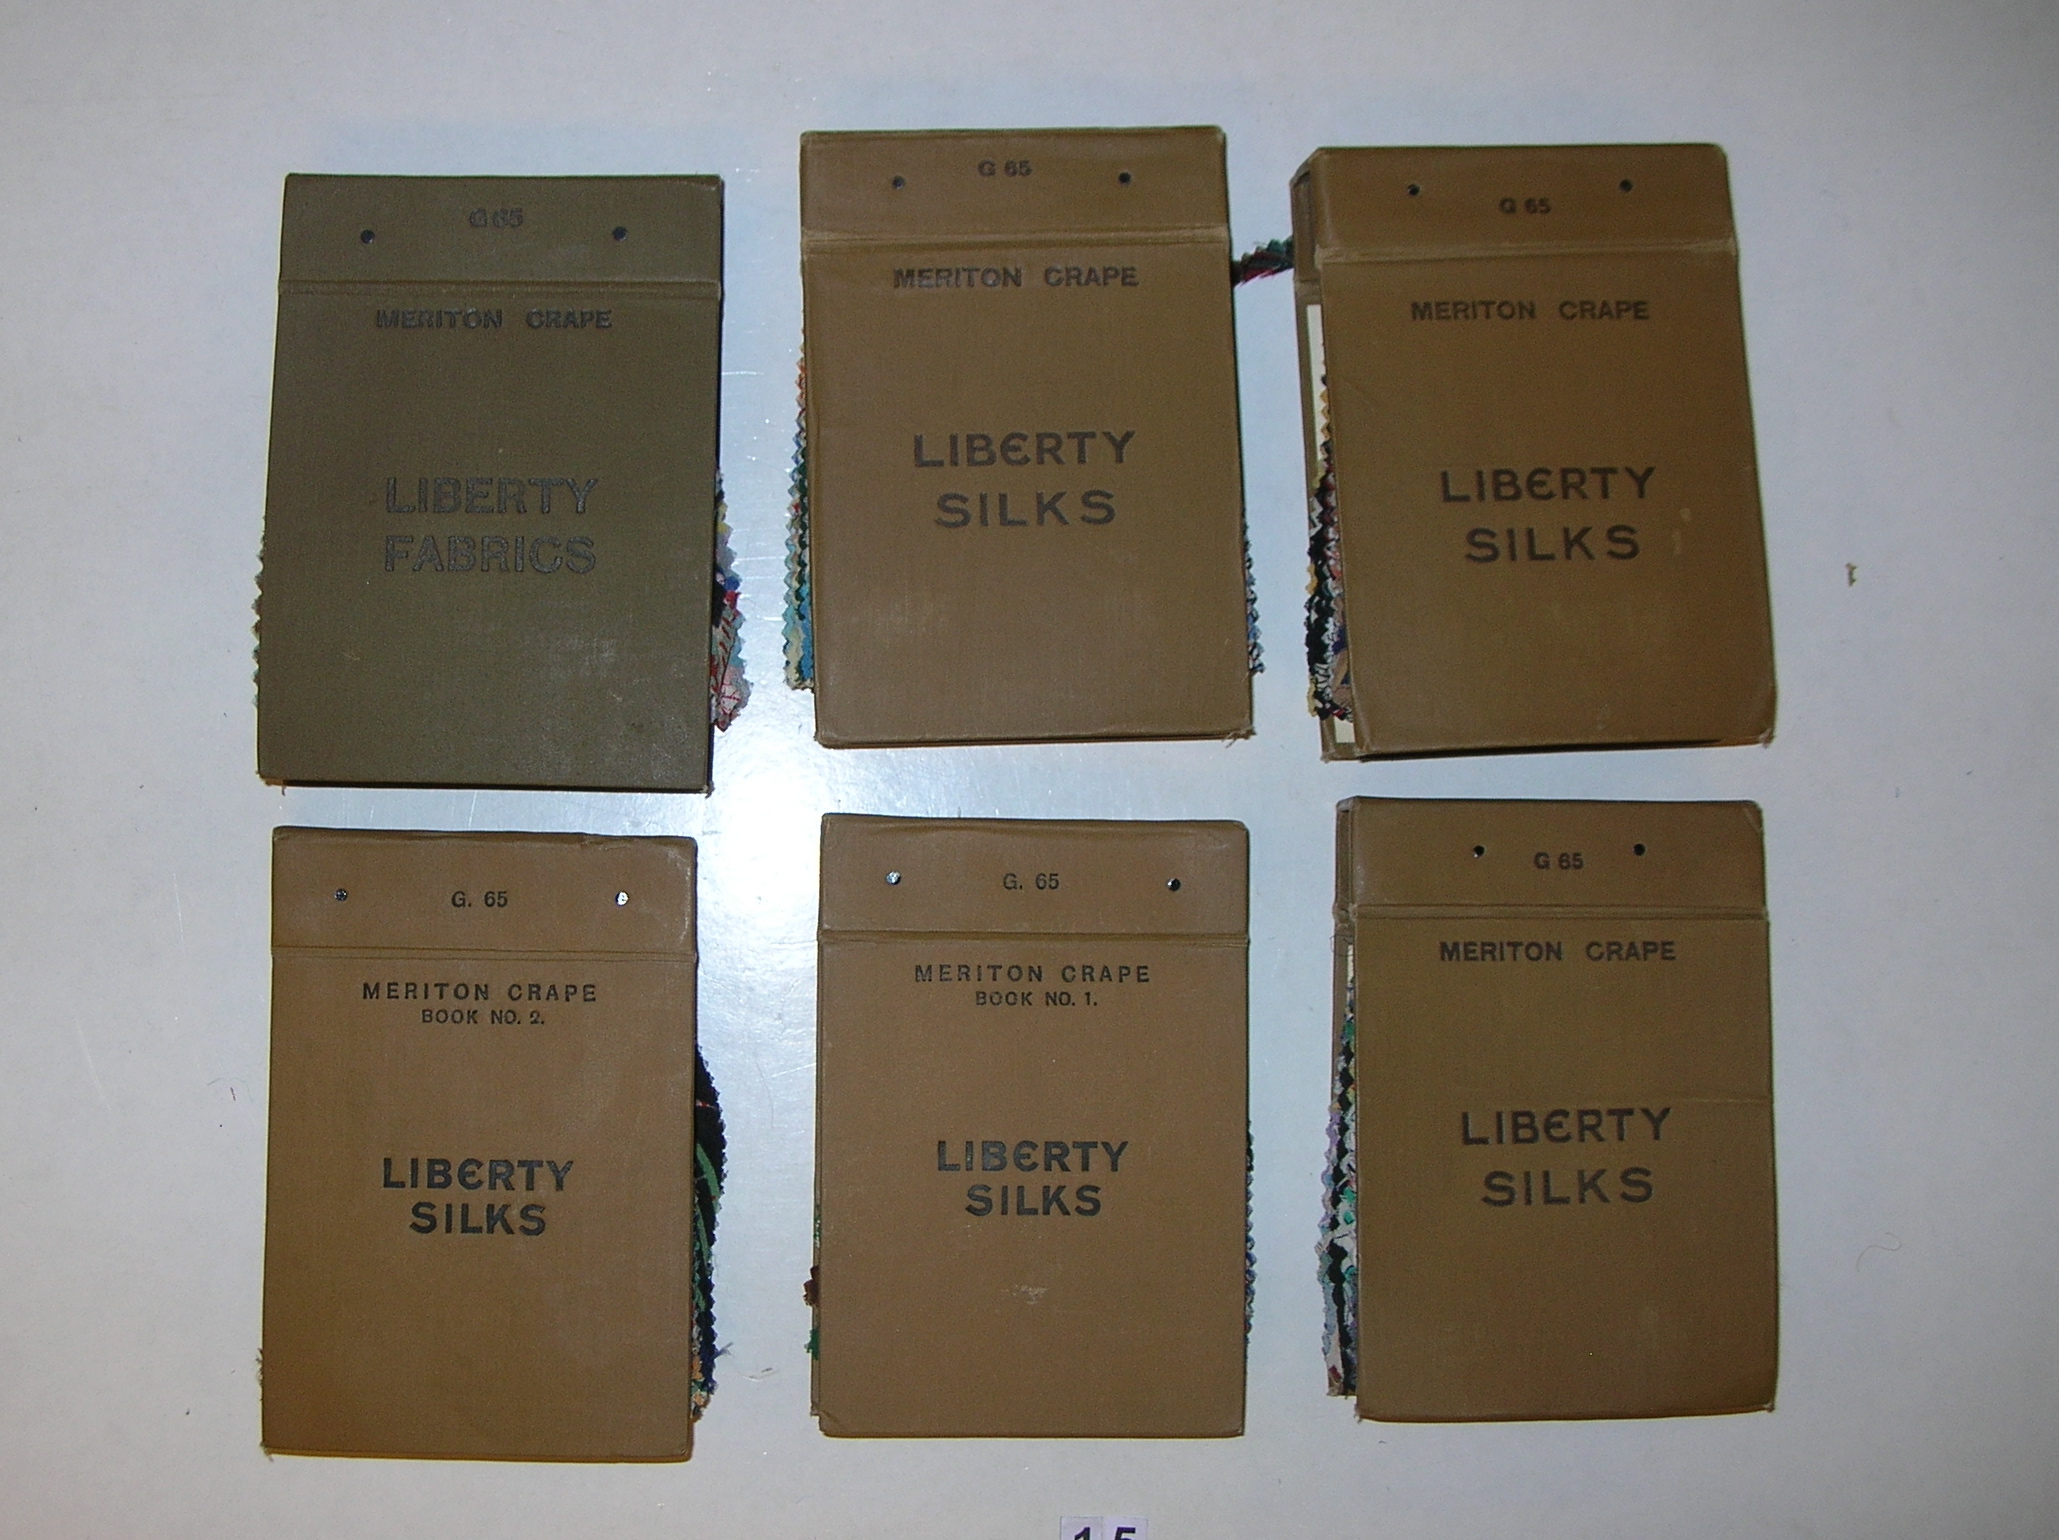 G 65
MERITON CRAPE
LIBERTY
FABRICS
G 65
MERITON CRAPE
LIBERTY
SILKS
G 65
MERITON CRAPE
LIBERTY
SILKS
G. 65
MERITON CRAPE
BOOK NO. 2.
LIBERTY
SILKS
G. 65
MERITON CRAPE
BOOK NO. 1.
LIBERTY
SILKS
G 65
MERITON CRAPE
LIBERTY
SILKS
15